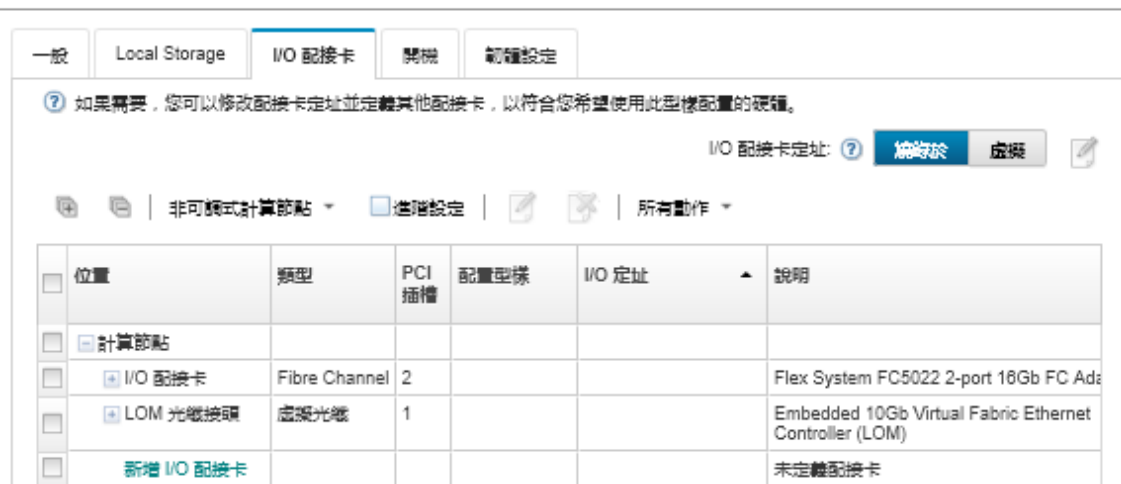 一般 Local Storage I/O 配接卡 開機 韌體設定
如果需要，您可以修改配接卡定址並定義其他配接卡，以符合您希望使用此型樣配置的硬體。
I/O 配接卡定址: 燒錄於 虛擬
非可調式計算節點 進階設定 所有動作
位置 類型 PCI 插槽 配置型樣 I/O 定址 說明
計算節點
I/O 配接卡 Fibre Channel 2 Flex System FC5022 2-port 16Gb FC Ada
LOM 光纖接頭 虛擬光纖 1 Embedded 10Gb Virtual Fabric Ethernet
Controller (LOM)
新增 I/O 配接卡 未定義配接卡